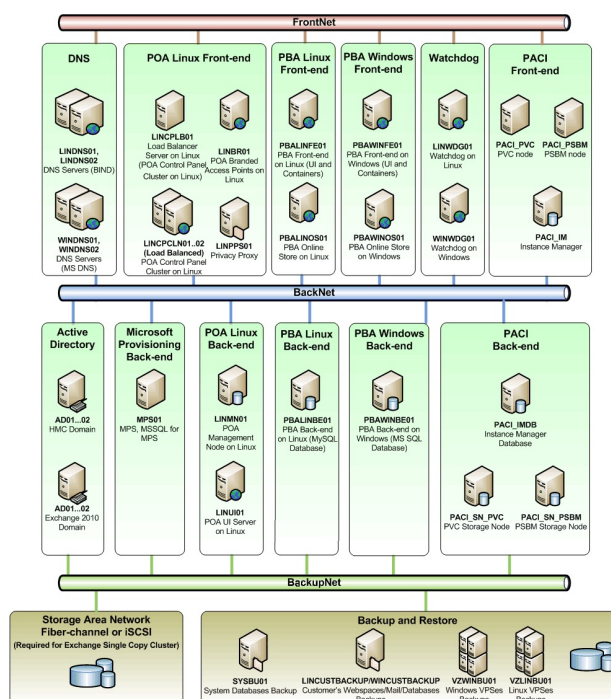 FrontNet
DNS
LINDNS01,
LINDNS02
DNS Servers (BIND)
WINDNS01,
WINDNS02
DNS Servers
(MS DNS)
POA Linux Front-end
LINCPLB01
Load Balancer
Server on Linux
(POA Control Panel
Cluster on Linux)
LINBR01
POA Branded
Access Points on
Linux
LINCPCLN01..02
(Load Balanced)
POA Control Panel
Cluster on Linux
LINPPS01
Privacy Proxy
PBA Linux
Front-end
PBALINFE01
PBA Front-end
on Linux (UI and
Containers)
PBALINOS01
PBA Online
Store on Linux
PBA Windows
Front-end
PBAWINFE01
PBA Front-end on
Windows (UI and
Containers)
PBAWINOS01
PBA Online Store
on Windows
Watchdog
LINWDG01
Watchdog on
Linux
WINWDG01
Watchdog on
Windows
PACI
Front-end
PACI_PVC
PVC node
PACI_PSBM
PSBM node
PACI_IM
Instance Manager
BackNet
Active
Directory
AD01...02
HMC Domain
AD01...02
Exchange 2010
Domain
Microsoft
Provisioning
Back-end
MPS01
MPS, MSSQL for
MPS
POA Linux
Back-end
LINMN01
POA
Management
Node on Linux
LINUI01
POA UI Server
on Linux
PBA Linux
Back-end
PBALINBE01
PBA Back-end
on Linux (MySQL
Database)
PBA Windows
Back-end
PBAWINBE01
PBA Back-end on
Windows (MS SQL
Database)
PACI
Back-end
PACI_IMDB
Instance Manager
Database
PACI_SN_PVC
PVC Storage Node
PACI_SN_PSBM
PSBM Storage Node
BackupNet
Storage Area Network
Fiber-channel or iSCSI
(Required for Exchange Single Copy Cluster)
Backup and Restore
SYSBU01
System Databases Backup
LINCUSTBACKUP/WINCUSTBACKUP
Customer's Webspaces/Mail/Databases
Backups
VZWINBU01
Windows VPSes
Backups
VZLINBU01
Linux VPSes
Backups